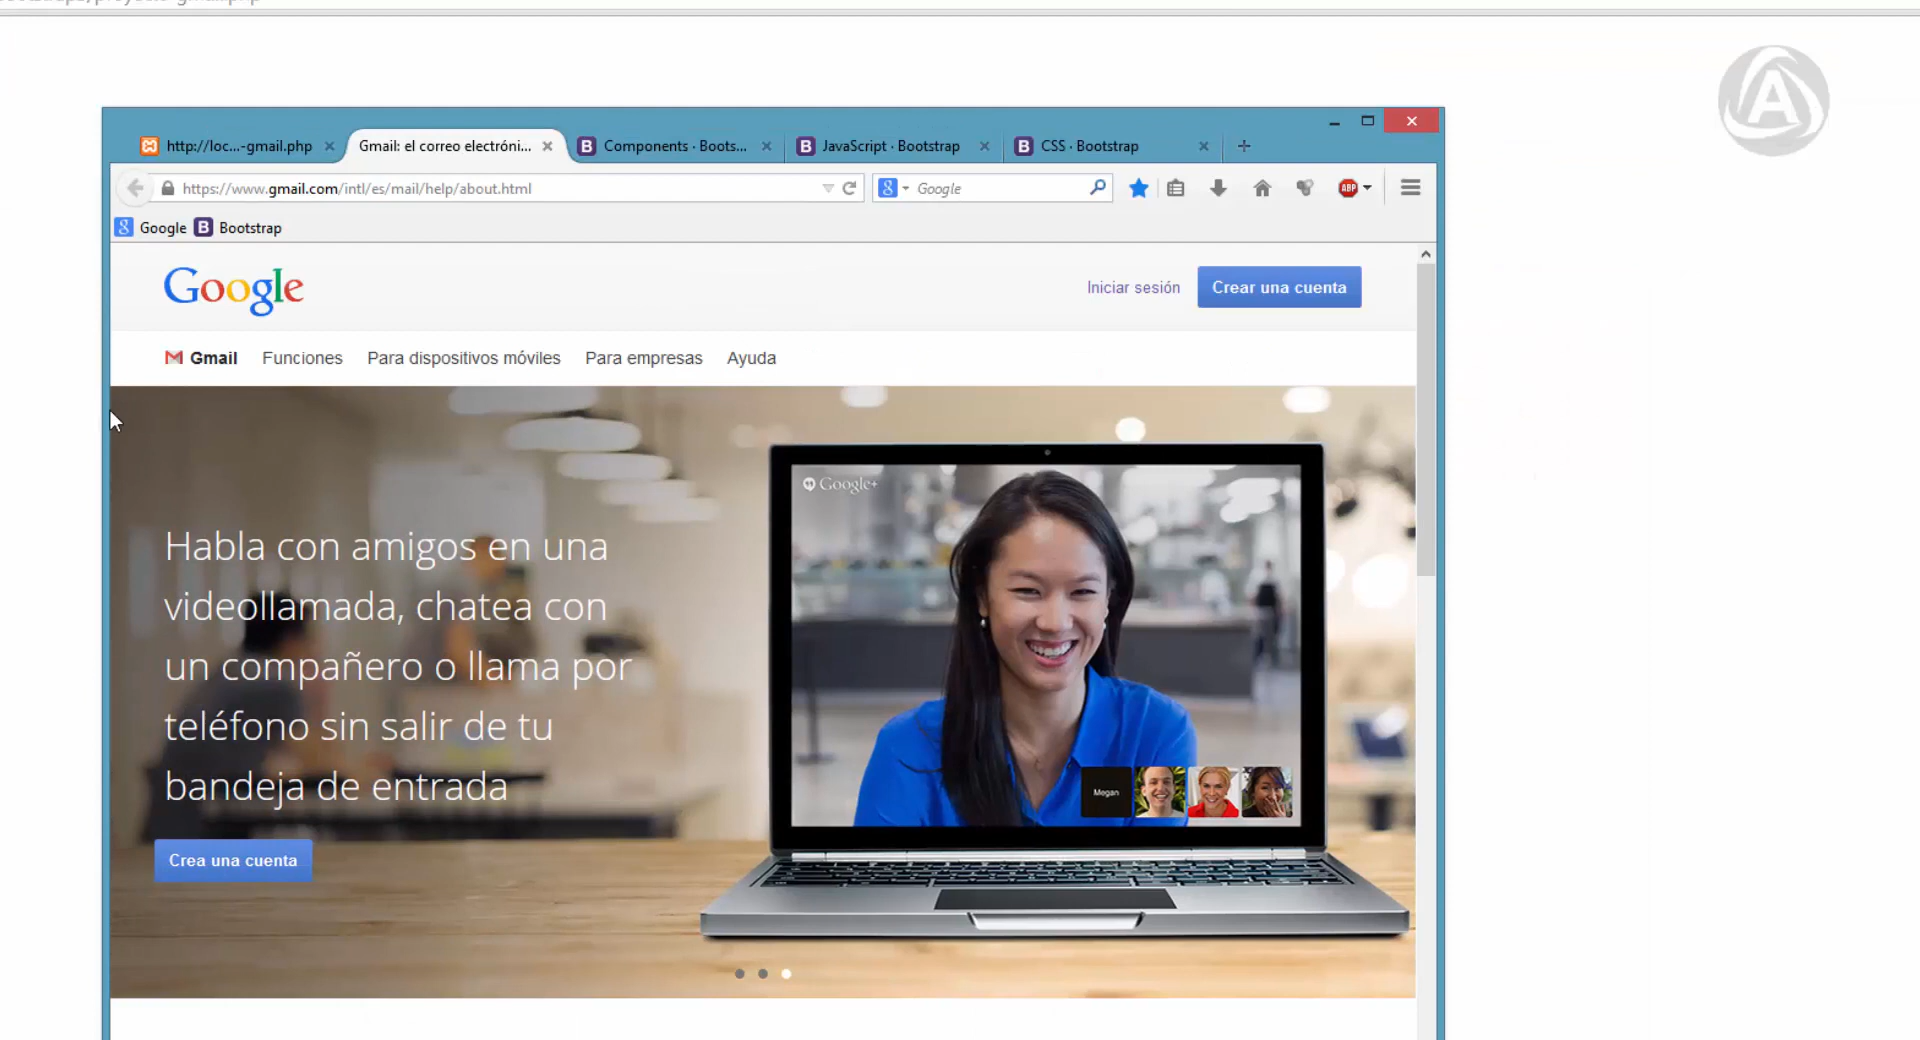 http://loc...-gmail.php
Gmail: el correo electróni...
Components · Boots...
JavaScript · Bootstrap
CSS · Bootstrap
https://www.gmail.com/intl/es/mail/help/about.html
Google
ABP
Google
Bootstrap
Google
Iniciar sesión
Crear una cuenta
Gmail
Funciones
Para dispositivos móviles
Para empresas
Ayuda
Google+
Habla con amigos en una
videollamada, chatea con
un compañero o llama por
teléfono sin salir de tu
bandeja de entrada
Megan
Crea una cuenta